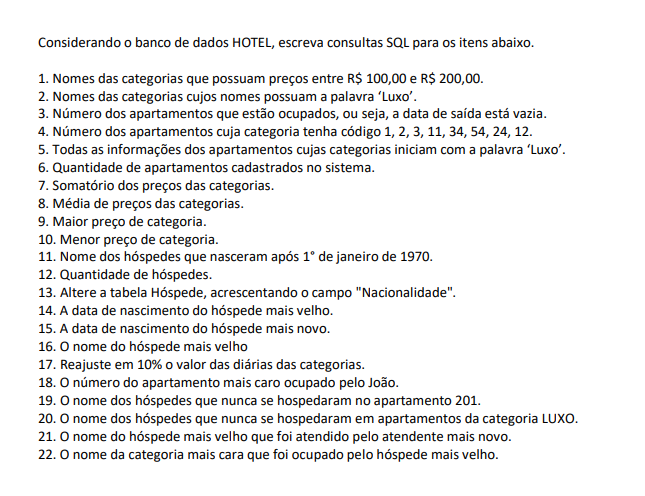 Considerando o banco de dados HOTEL, escreva consultas SQL para os itens abaixo.
1. Nomes das categorias que possuam preços entre R$ 100,00 e R$ 200,00.
2. Nomes das categorias cujos nomes possuam a palavra ‘Luxo’.
3. Número dos apartamentos que estão ocupados, ou seja, a data de saída está vazia.
4. Número dos apartamentos cuja categoria tenha código 1, 2, 3, 11, 34, 54, 24, 12.
5. Todas as informações dos apartamentos cujas categorias iniciam com a palavra ‘Luxo’.
6. Quantidade de apartamentos cadastrados no sistema.
7. Somatório dos preços das categorias.
8. Média de preços das categorias.
9. Maior preço de categoria.
10. Menor preço de categoria.
11. Nome dos hóspedes que nasceram após 1° de janeiro de 1970.
12. Quantidade de hóspedes.
13. Altere a tabela Hóspede, acrescentando o campo "Nacionalidade".
14. A data de nascimento do hóspede mais velho.
15. A data de nascimento do hóspede mais novo.
16. O nome do hóspede mais velho
17. Reajuste em 10% o valor das diárias das categorias.
18. O número do apartamento mais caro ocupado pelo João.
19. O nome dos hóspedes que nunca se hospedaram no apartamento 201.
20. O nome dos hóspedes que nunca se hospedaram em apartamentos da categoria LUXO.
21. O nome do hóspede mais velho que foi atendido pelo atendente mais novo.
22. O nome da categoria mais cara que foi ocupado pelo hóspede mais velho.